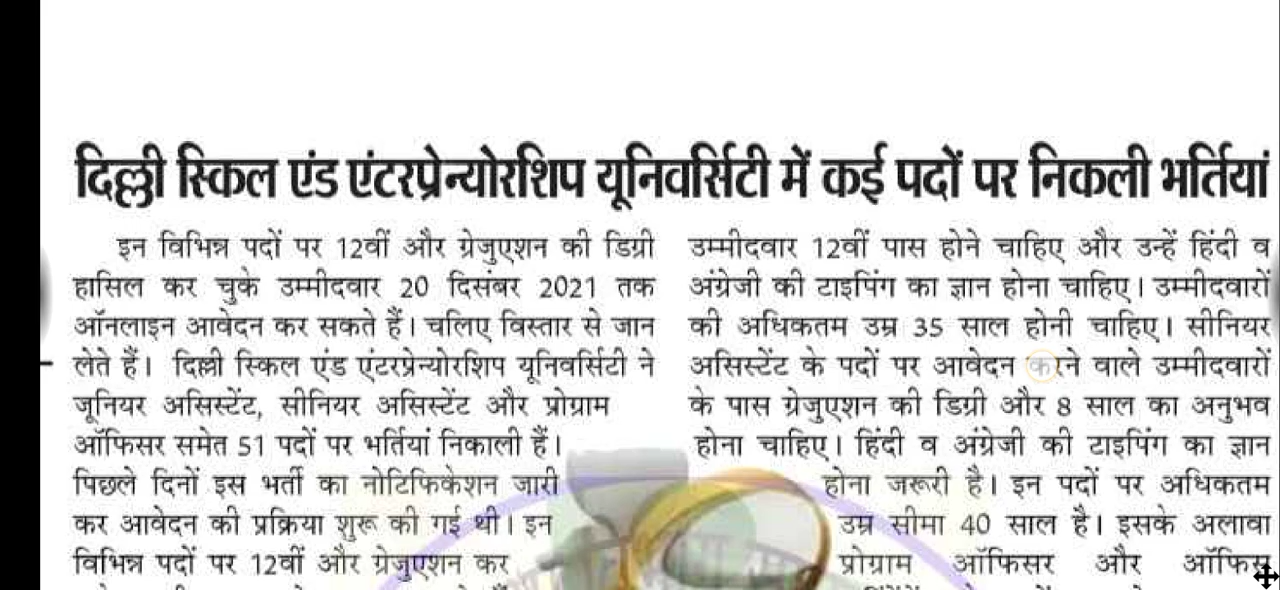 दिल्ली स्किल एंड एंटरप्रेन्योरशिप यूनिवर्सिटी में कई पदों पर निकली भर्तियां
इन विभिन्न पदों पर 12वीं और ग्रेजुएशन की डिग्री
हासिल कर चुके उम्मीदवार 20 दिसंबर 2021 तक
ऑनलाइन आवेदन कर सकते हैं। चलिए विस्तार से जान
लेते हैं। दिल्ली स्किल एंड एंटरप्रेन्योरशिप यूनिवर्सिटी ने
जूनियर असिस्टेंट, सीनियर असिस्टेंट और प्रोग्राम
ऑफिसर समेत 51 पदों पर भर्तियां निकाली हैं।
पिछले दिनों इस भर्ती का नोटिफिकेशन जारी
कर आवेदन की प्रक्रिया शुरू की गई थी। इन
विभिन्न पदों पर 12वीं और ग्रेजुएशन कर
उम्मीदवार 12वीं पास होने चाहिए और उन्हें हिंदी व
अंग्रेजी की टाइपिंग का ज्ञान होना चाहिए। उम्मीदवारों
की अधिकतम उम्र 35 साल होनी चाहिए। सीनियर
असिस्टेंट के पदों पर आवेदन करने वाले उम्मीदवारों
के पास ग्रेजुएशन की डिग्री और 8 साल का अनुभव
होना चाहिए। हिंदी व अंग्रेजी की टाइपिंग का ज्ञान
होना जरूरी है। इन पदों पर अधिकतम
उम्र सीमा 40 साल है। इसके अलावा
प्रोग्राम ऑफिसर और ऑफिस